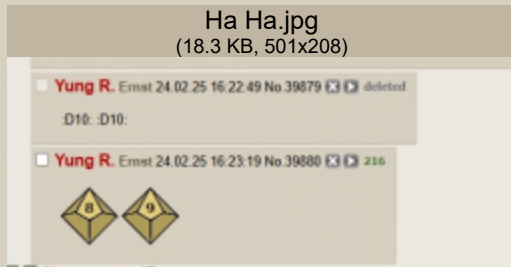 Ha Ha.jpg
(18.3 KB, 501x208)
Yung R. Ernst 24.02.25 16:22:49 No.39879 deleted
:D10: :D10:
Yung R. Ernst 24.02.25 16:23:19 No.39880 216
8 9